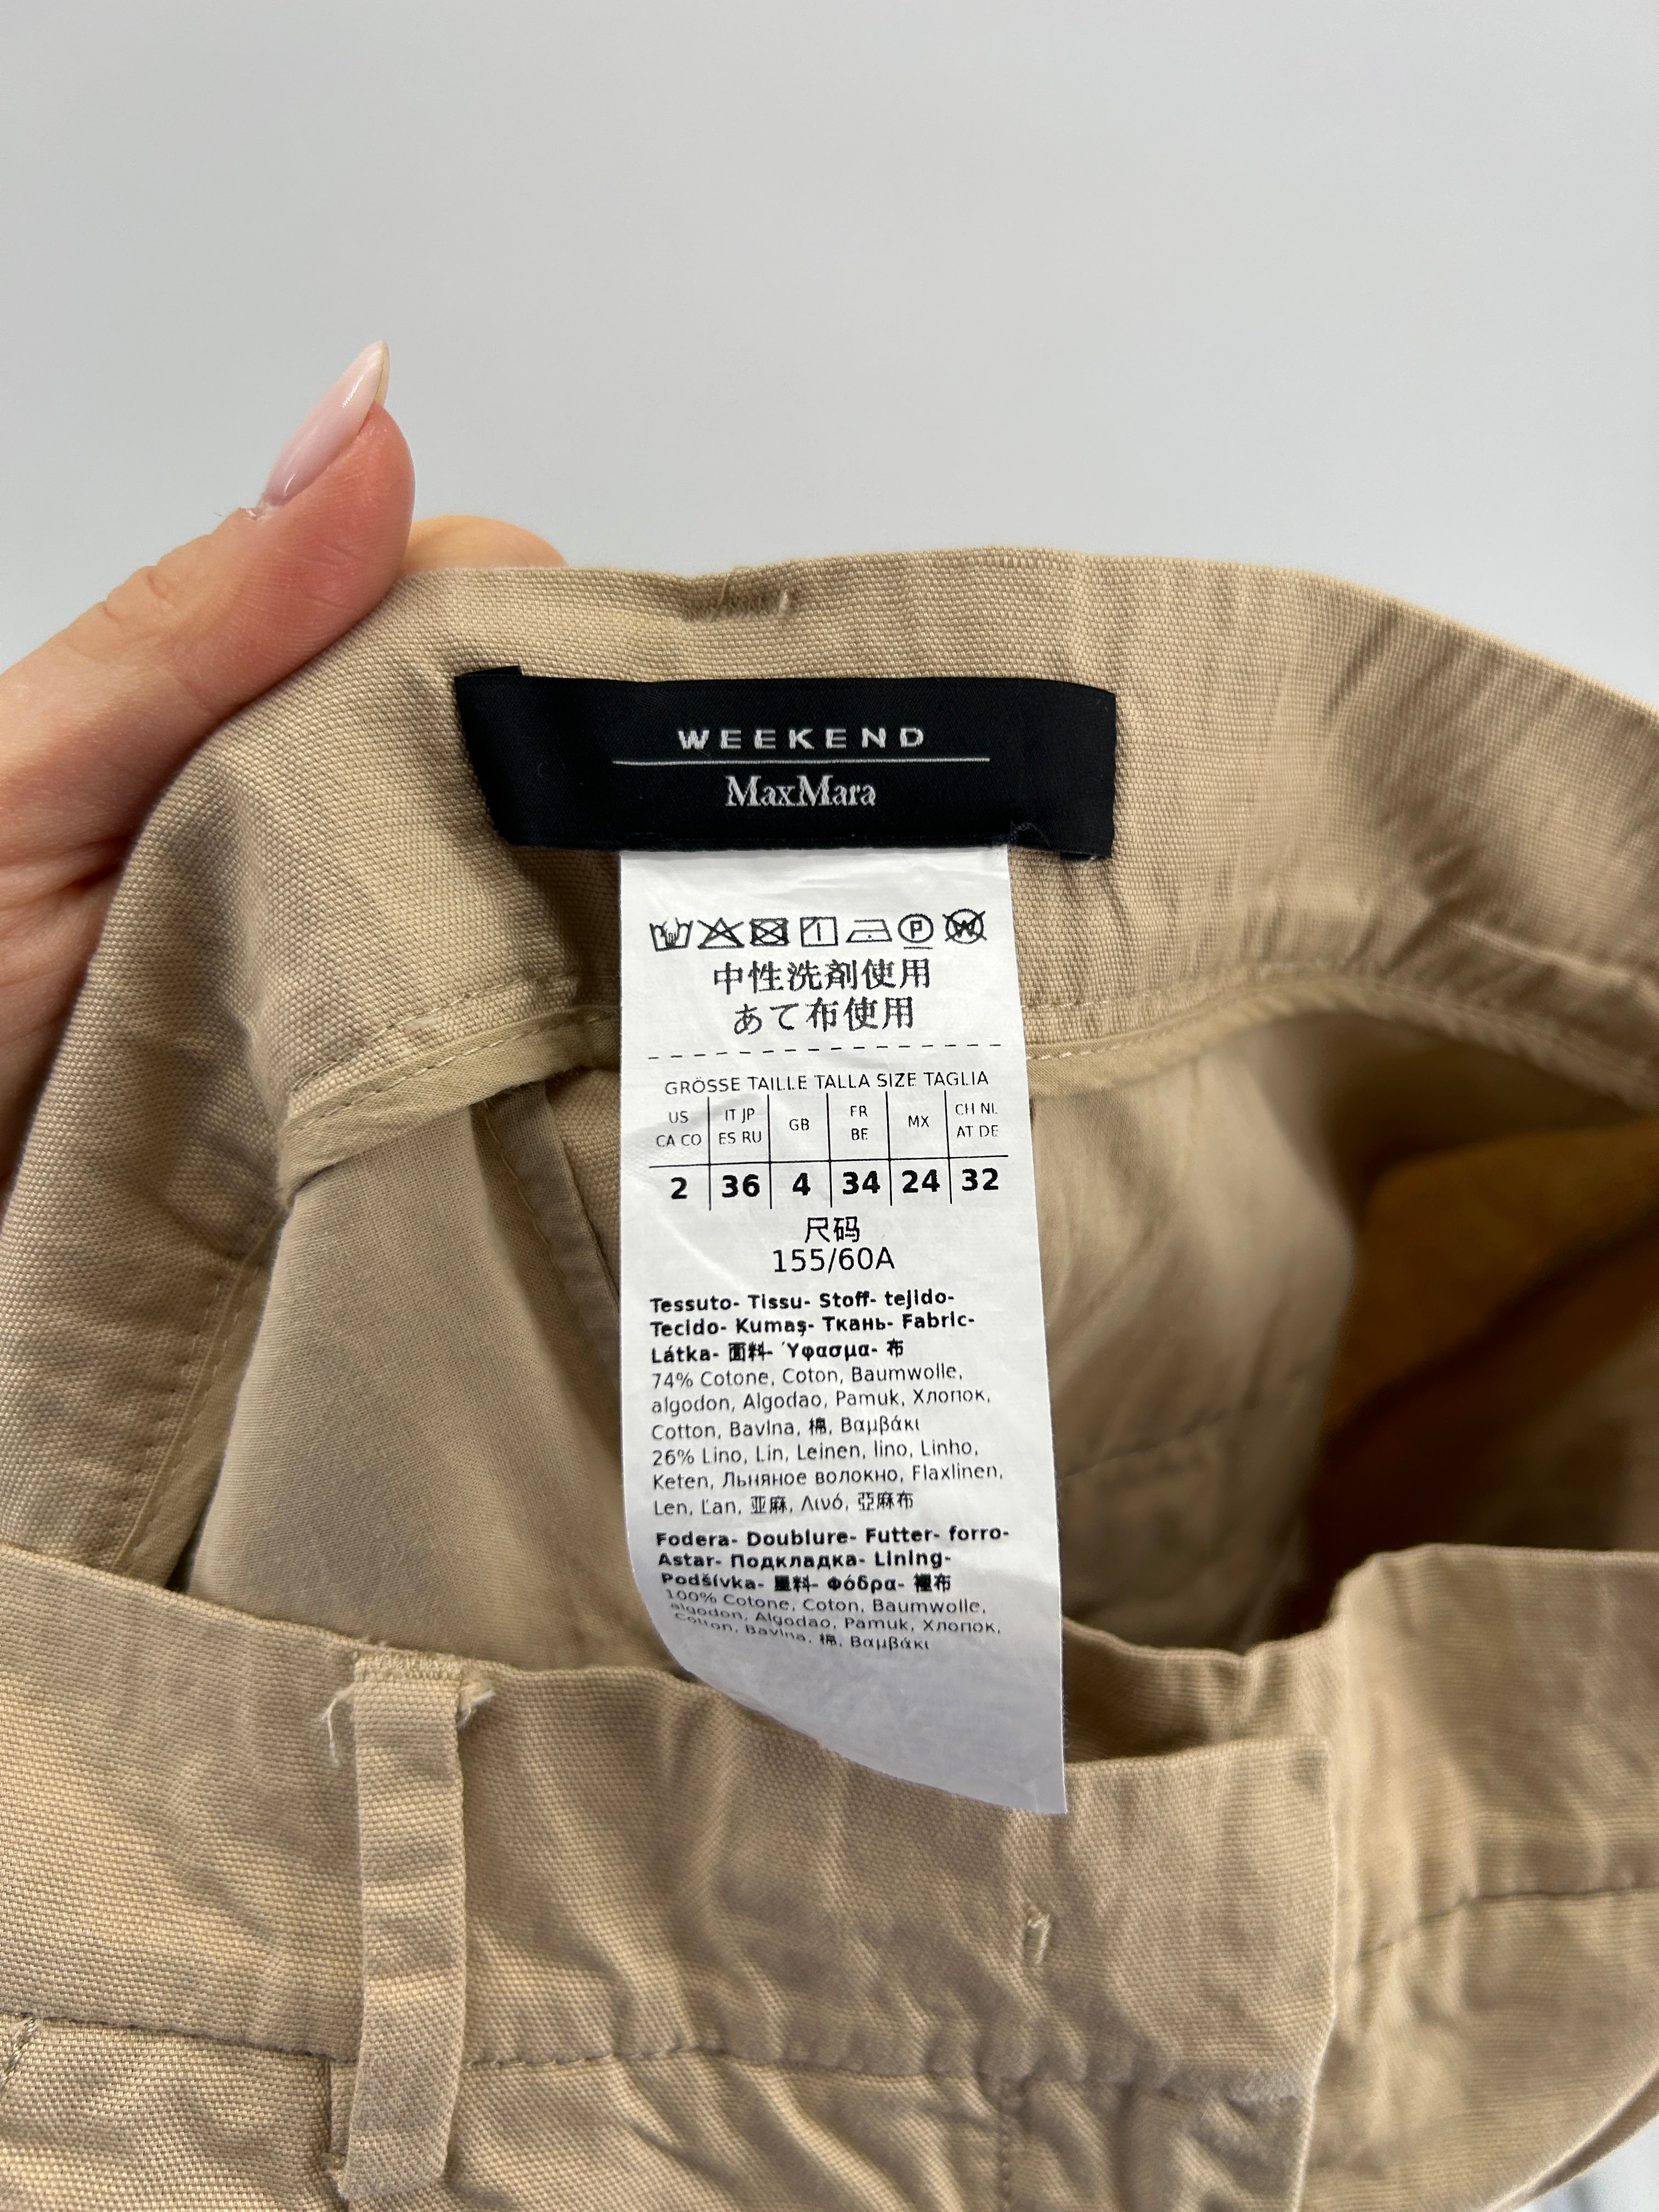 WEEKEND
MaxMara
P W
中性洗剤使用
あて布使用
GRÖSSE TAILLE TALLA SIZE TAGLIA
US IT JP GB FR MX CH NL
CA CO ES RU BE AT DE
2 36 4 34 24 32
尺码
155/60A
Tessuto- Tissu- Stoff- tejido-
Tecido- Kumaş- Ткань- Fabric-
Látka- 面料- Ύφασμα- 布
74% Cotone, Coton, Baumwolle,
algodon, Algodao, Pamuk, Хлопок,
Cotton, Bavlna, 棉, Βαμβάκι
26% Lino, Lin, Leinen, lino, Linho,
Keten, Льняное волокно, Flaxlinen,
Len, Ľan, 亚麻, Λινό, 亞麻布
Fodera- Doublure- Futter- forro-
Astar- Подкладка- Lining-
Podšívka- 里料- Φόδρα- 裡布
100% Cotone, Coton, Baumwolle,
algodon, Algodao, Pamuk, Хлопок,
Cotton, Bavlna, 棉, Βαμβάκι